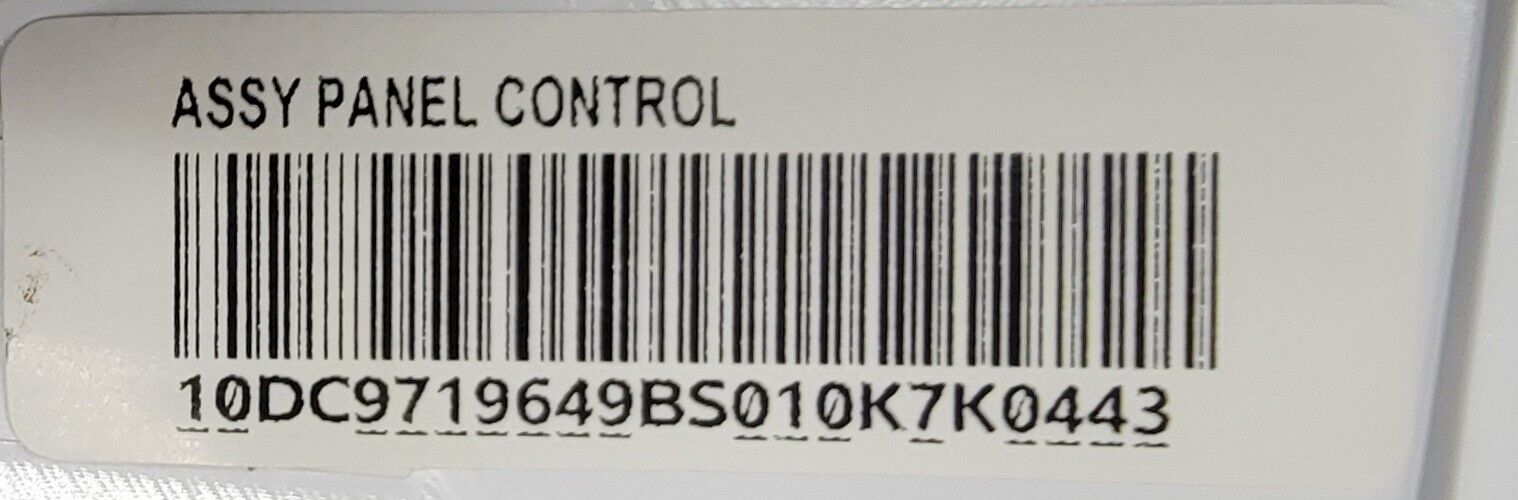 ASSY PANEL CONTROL
10DC9719649BS010K7K0443